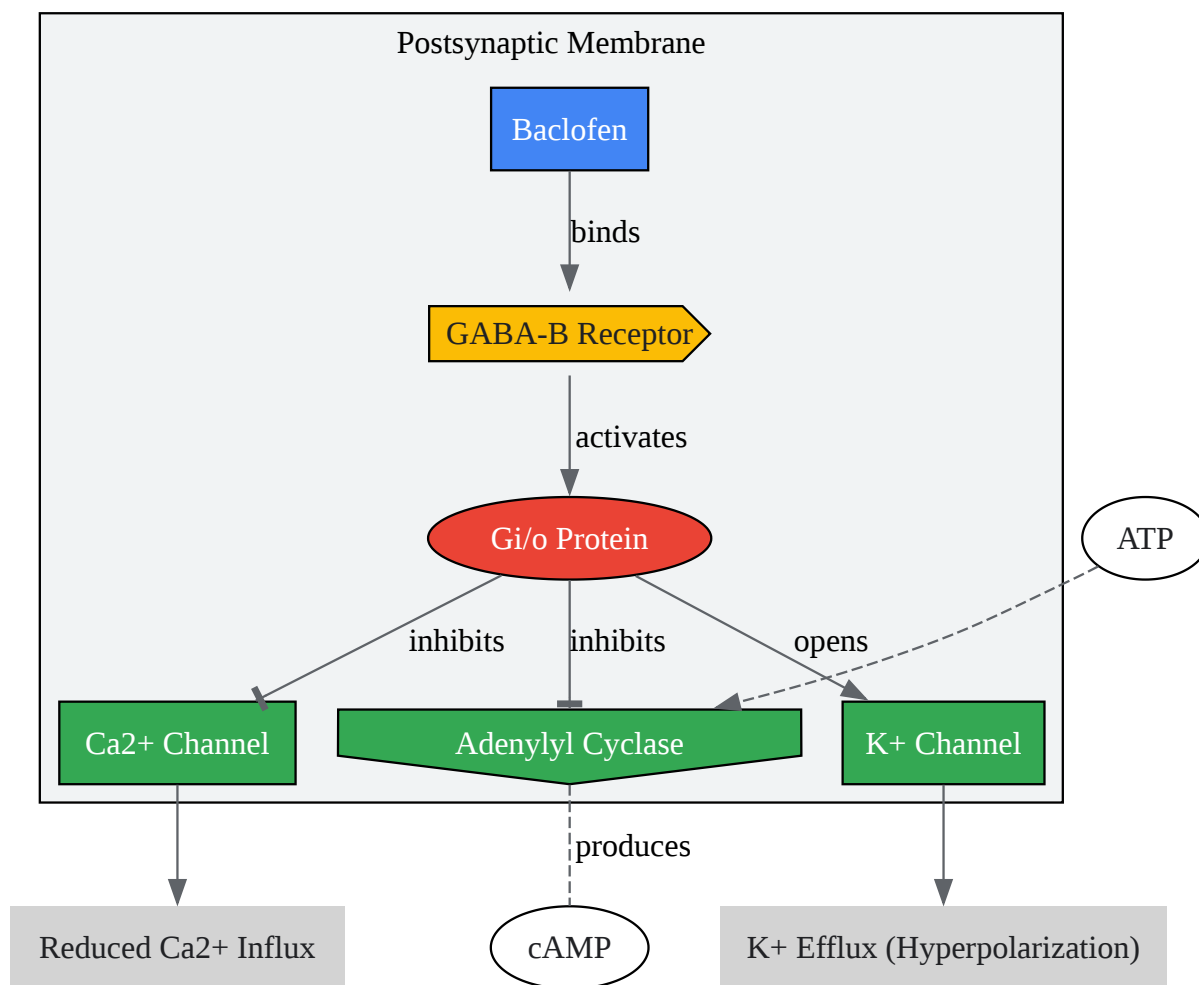 Postsynaptic Membrane
Baclofen
binds
GABA-B Receptor
activates
Gi/o Protein
ATP
inhibits
inhibits
opens
Ca2+ Channel
Adenylyl Cyclase
K+ Channel
produces
Reduced Ca2+ Influx
cAMP
K+ Efflux (Hyperpolarization)